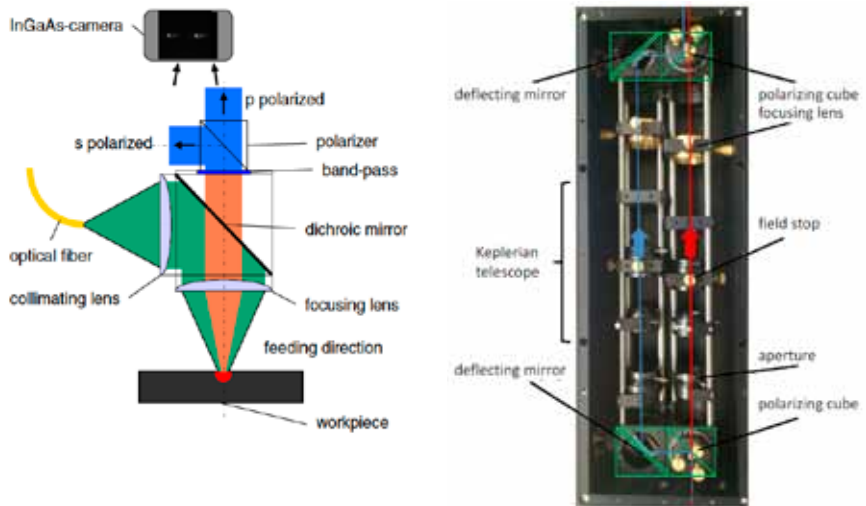 InGaAs-camera
p polarized
s polarized
polarizer
band-pass
dichroic mirror
optical fiber
collimating lens
focusing lens
feeding direction
workpiece
deflecting mirror
polarizing cube
focusing lens
field stop
Keplerian
telescope
aperture
deflecting mirror
polarizing cube